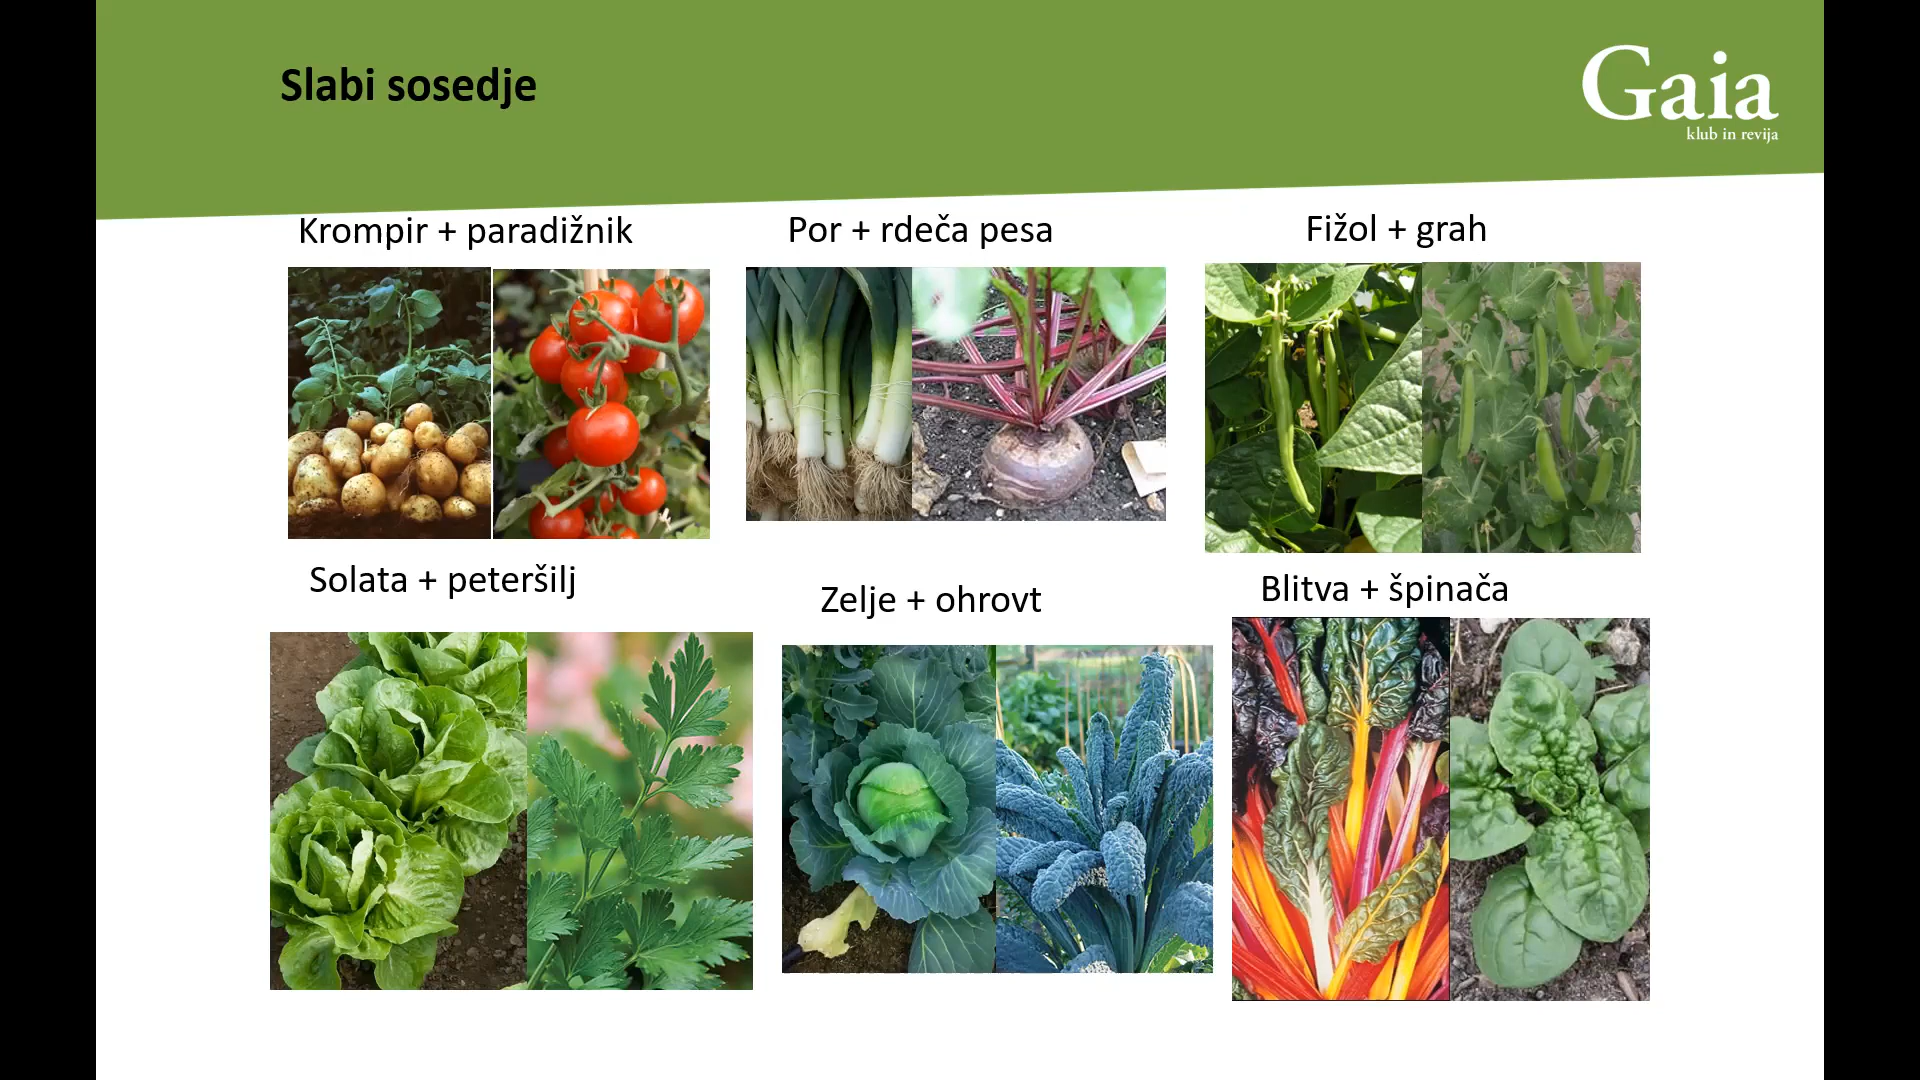 Slabi sosedje
Gaia
klub in revija
Krompir + paradižnik
Por + rdeča pesa
Fižol + grah
Solata + peteršilj
Zelje + ohrovt
Blitva + špinača